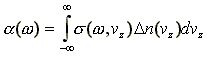 α(ω) = ∫_{-∞}^{∞} σ(ω,v_z)Δn(v_z)dv_z